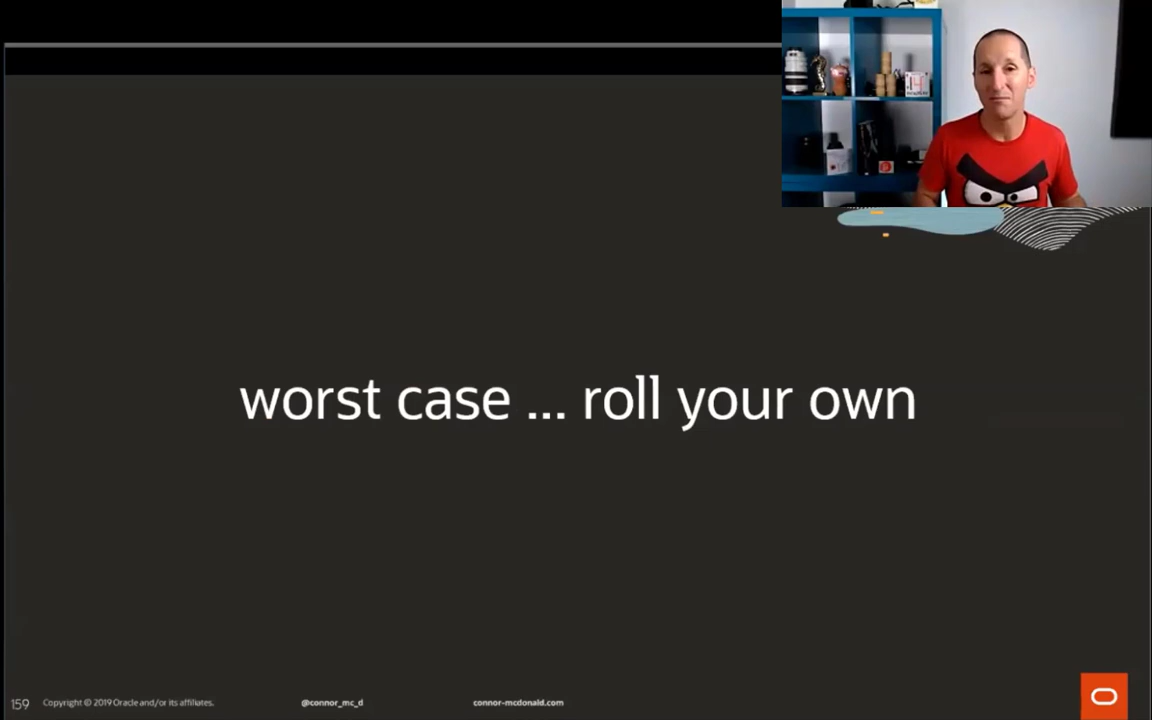 worst case ... roll your own
159 Copyright © 2019 Oracle and/or its affiliates. @connor_mc_d connor-mcdonald.com